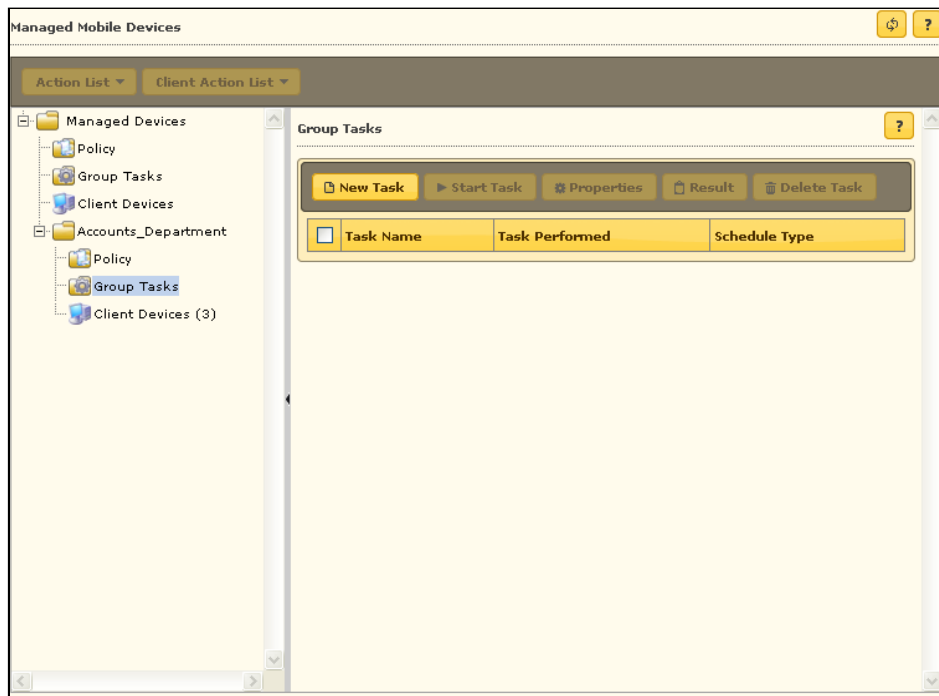 Managed Mobile Devices
?
Action List
Client Action List
Managed Devices
Policy
Group Tasks
Client Devices
Accounts_Department
Policy
Group Tasks
Client Devices (3)
Group Tasks
?
New Task
Start Task
Properties
Result
Delete Task
Task Name
Task Performed
Schedule Type